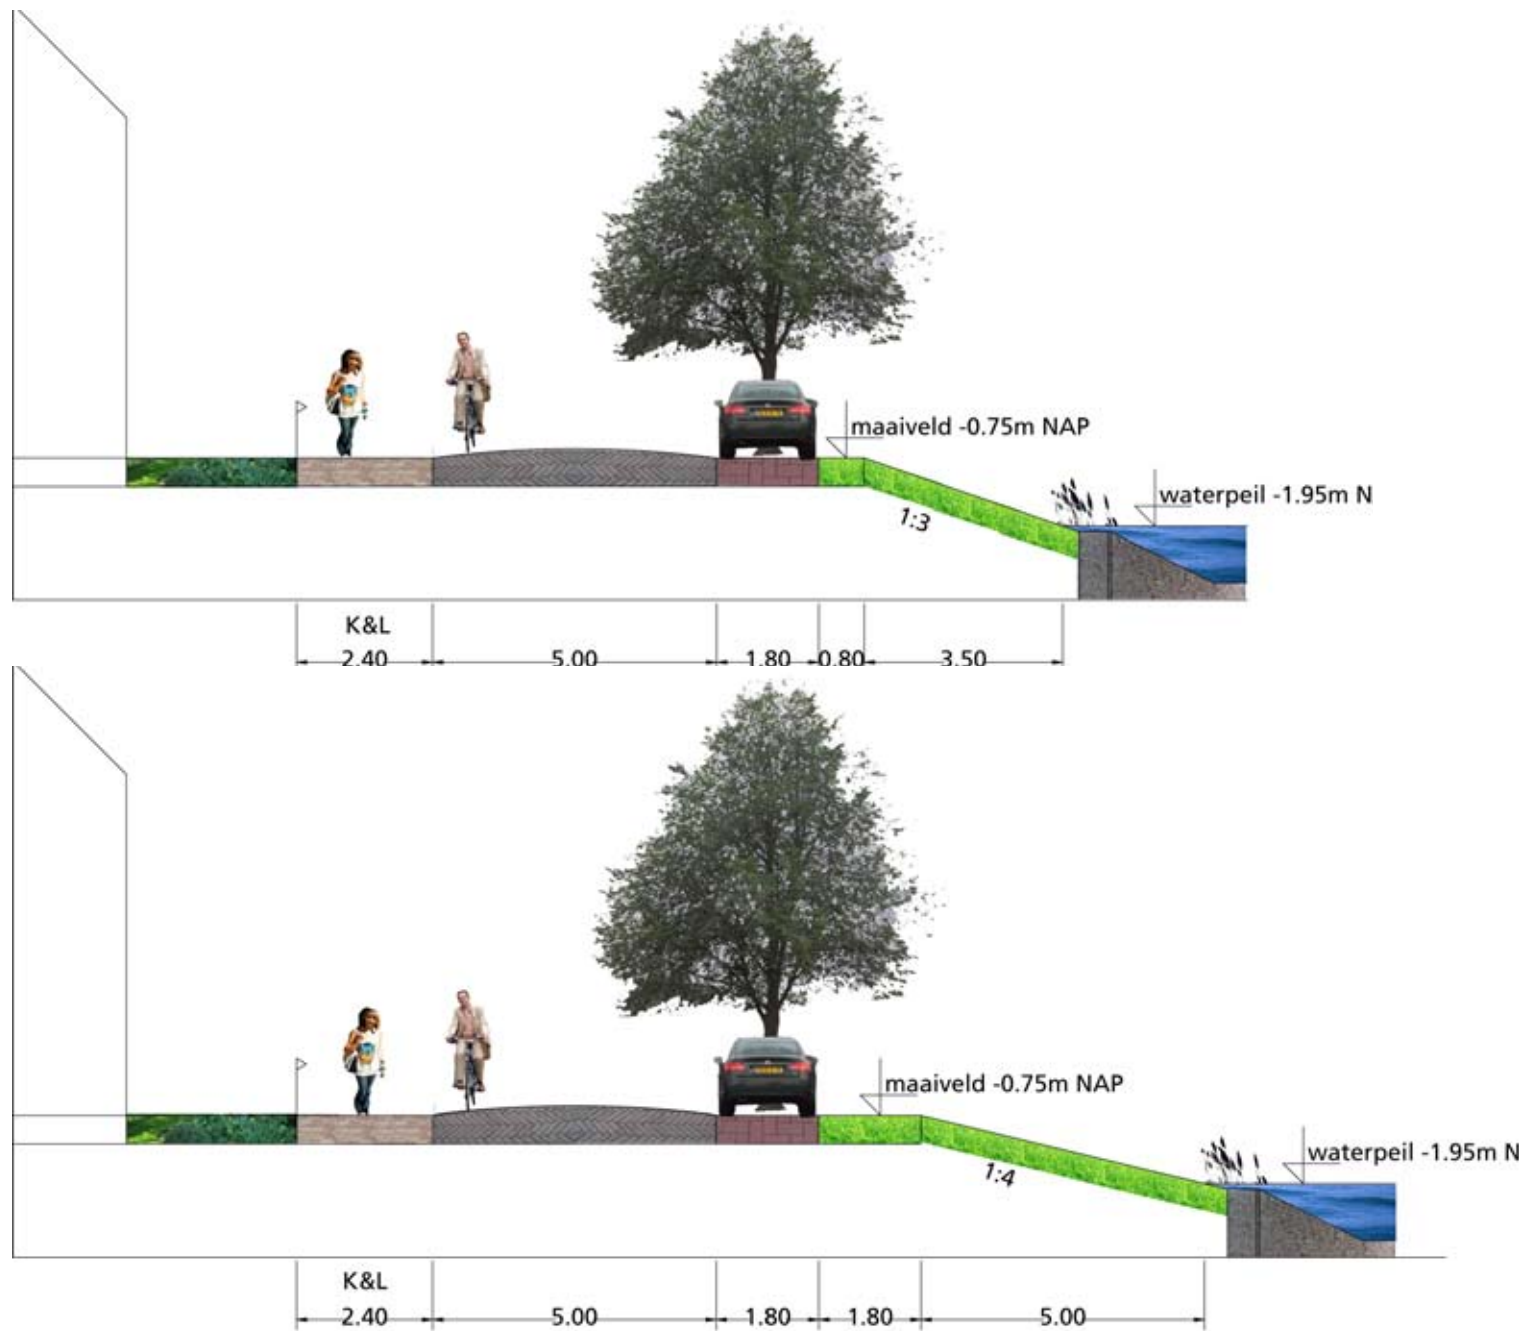 maaiveld -0.75m NAP
waterpeil -1.95m N
1:3
K&L
2.40 5.00 1.80 0.80 3.50
maaiveld -0.75m NAP
waterpeil -1.95m N
1:4
K&L
2.40 5.00 1.80 1.80 5.00